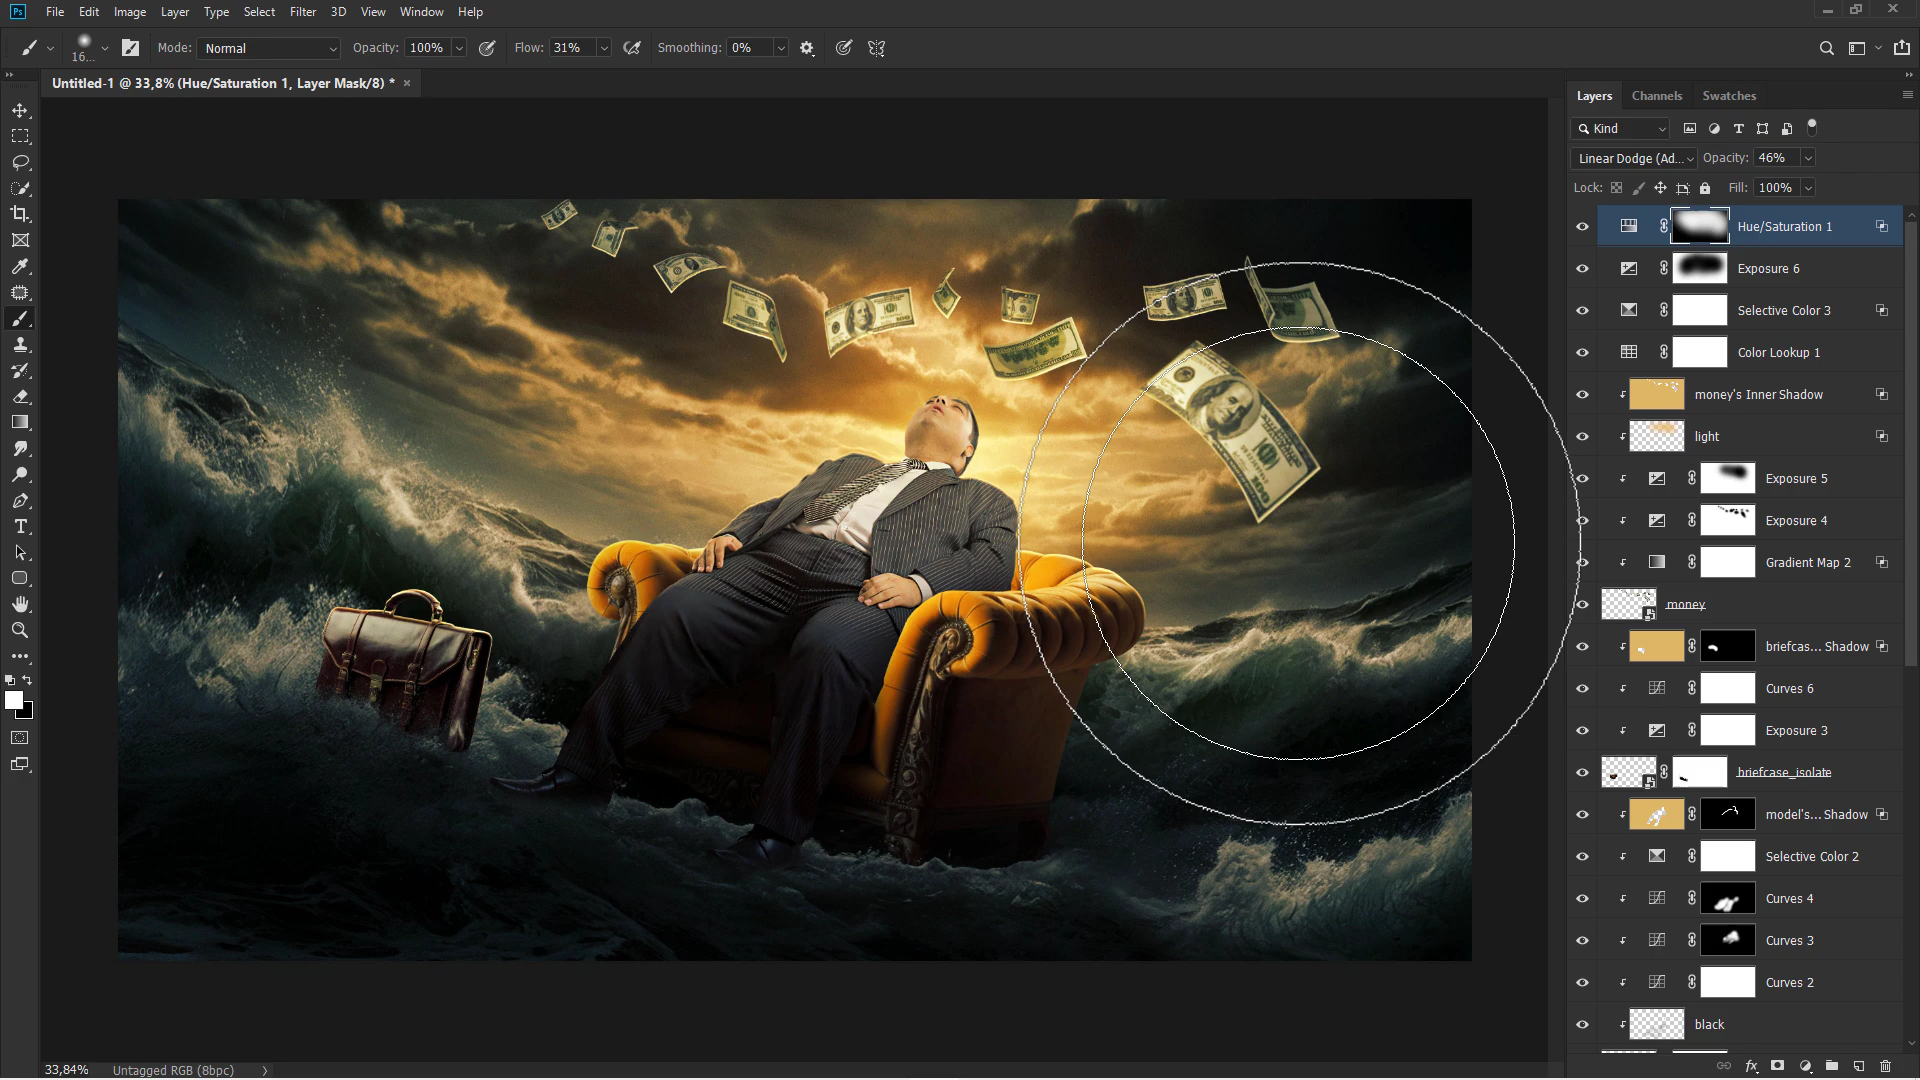 Ps File Edit Image Layer Type Select Filter 3D View Window Help
16... Mode: Normal Opacity: 100% Flow: 31% Smoothing: 0%
Untitled-1 @ 33,8% (Hue/Saturation 1, Layer Mask/8) *
Layers Channels Swatches
Kind
Linear Dodge (Ad... Opacity: 46%
Lock: Fill: 100%
Hue/Saturation 1
Exposure 6
Selective Color 3
Color Lookup 1
money's Inner Shadow
light
Exposure 5
Exposure 4
Gradient Map 2
money
briefcas... Shadow
Curves 6
Exposure 3
briefcase_isolate
model's... Shadow
Selective Color 2
Curves 4
Curves 3
Curves 2
black
100
100
33,84% Untagged RGB (8bpc)